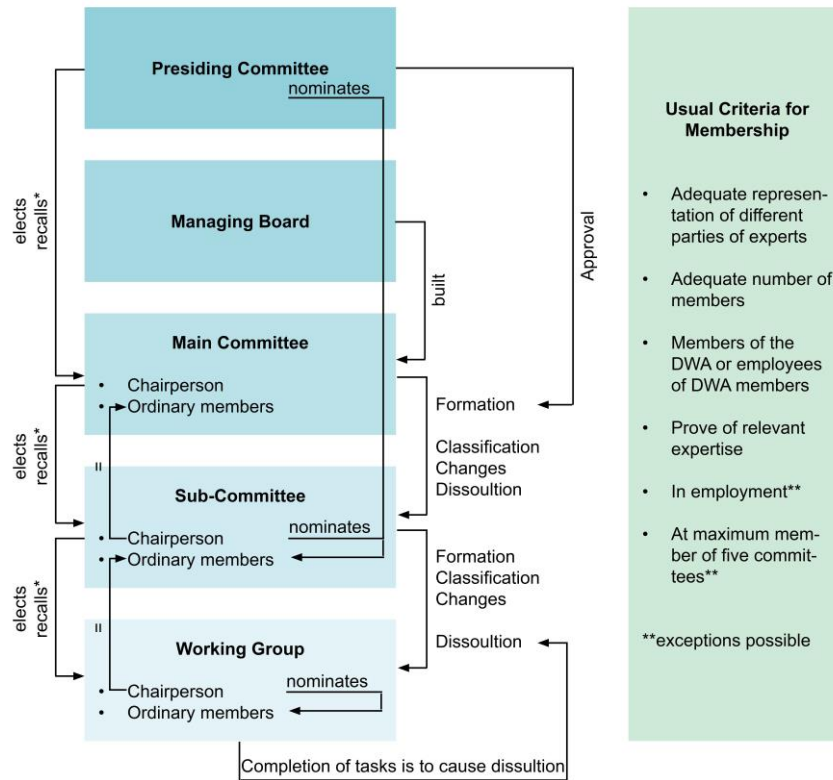 Presiding Committee
nominates
elects
recalls*
Approval
Managing Board
built
Main Committee
• Chairperson
• Ordinary members
elects
recalls*
=
Formation
Classification
Changes
Dissoultion
Sub-Committee
• Chairperson
nominates
• Ordinary members
elects
recalls*
=
Formation
Classification
Changes
Dissoultion
Working Group
• Chairperson
nominates
• Ordinary members
Completion of tasks is to cause dissultion
Usual Criteria for
Membership
• Adequate represen-
tation of different
parties of experts
• Adequate number of
members
• Members of the
DWA or employees
of DWA members
• Prove of relevant
expertise
• In employment**
• At maximum mem-
ber of five commit-
tees**
**exceptions possible